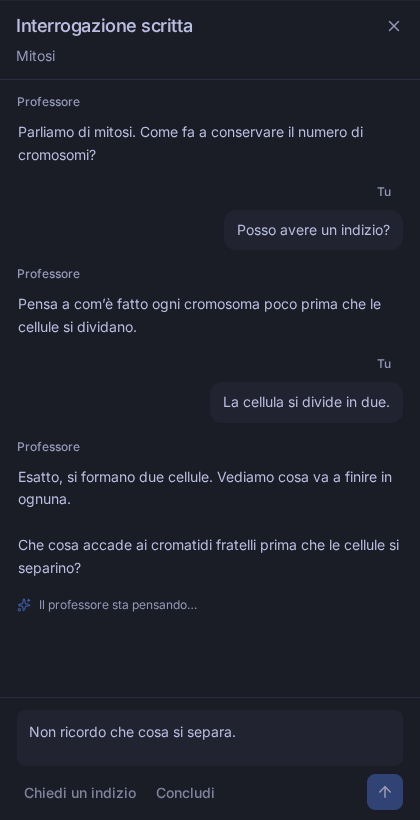 Interrogazione scritta
Mitosi
Professore
Parliamo di mitosi. Come fa a conservare il numero di
cromosomi?
Tu
Posso avere un indizio?
Professore
Pensa a com'è fatto ogni cromosoma poco prima che le
cellule si dividano.
Tu
La cellula si divide in due.
Professore
Esatto, si formano due cellule. Vediamo cosa va a finire in
ognuna.
Che cosa accade ai cromatidi fratelli prima che le cellule si
separino?
Il professore sta pensando...
Non ricordo che cosa si separa.
Chiedi un indizio
Concludi